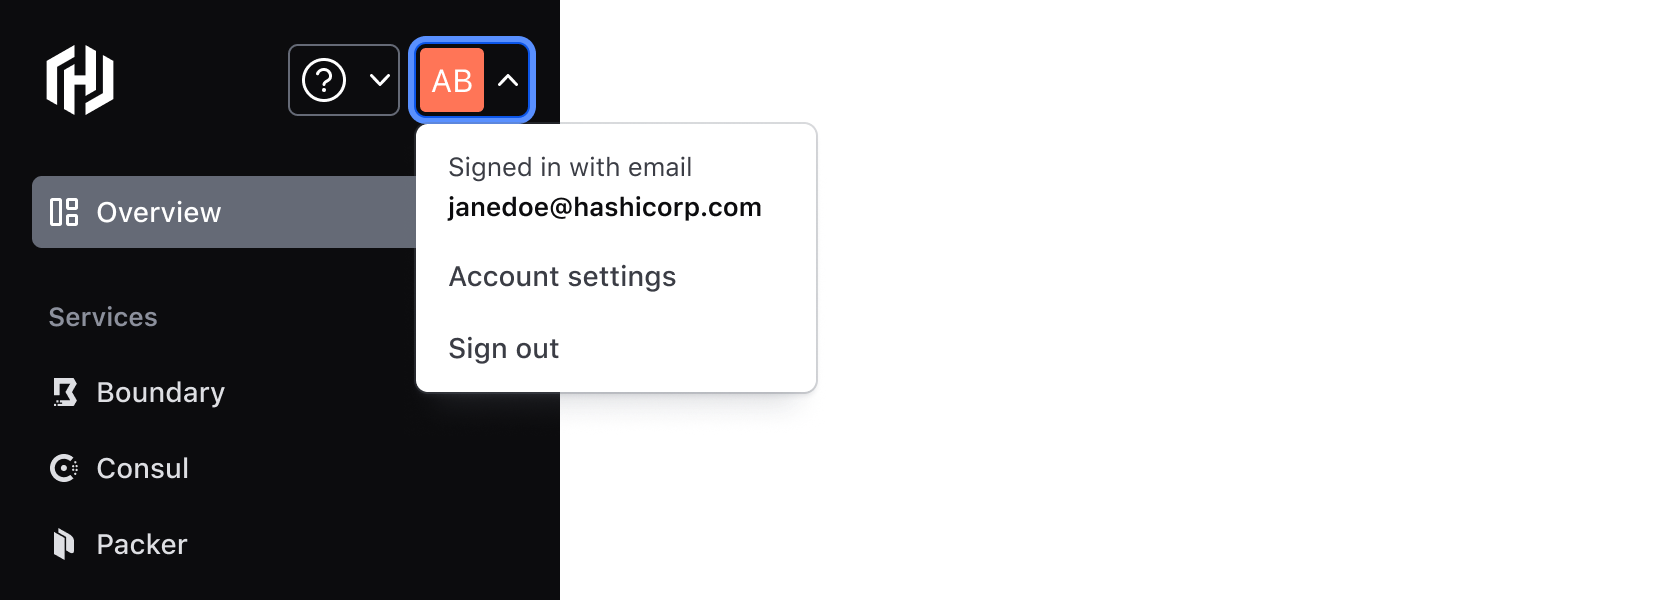 AB
Signed in with email
janedoe@hashicorp.com
Account settings
Sign out
Overview
Services
Boundary
Consul
Packer